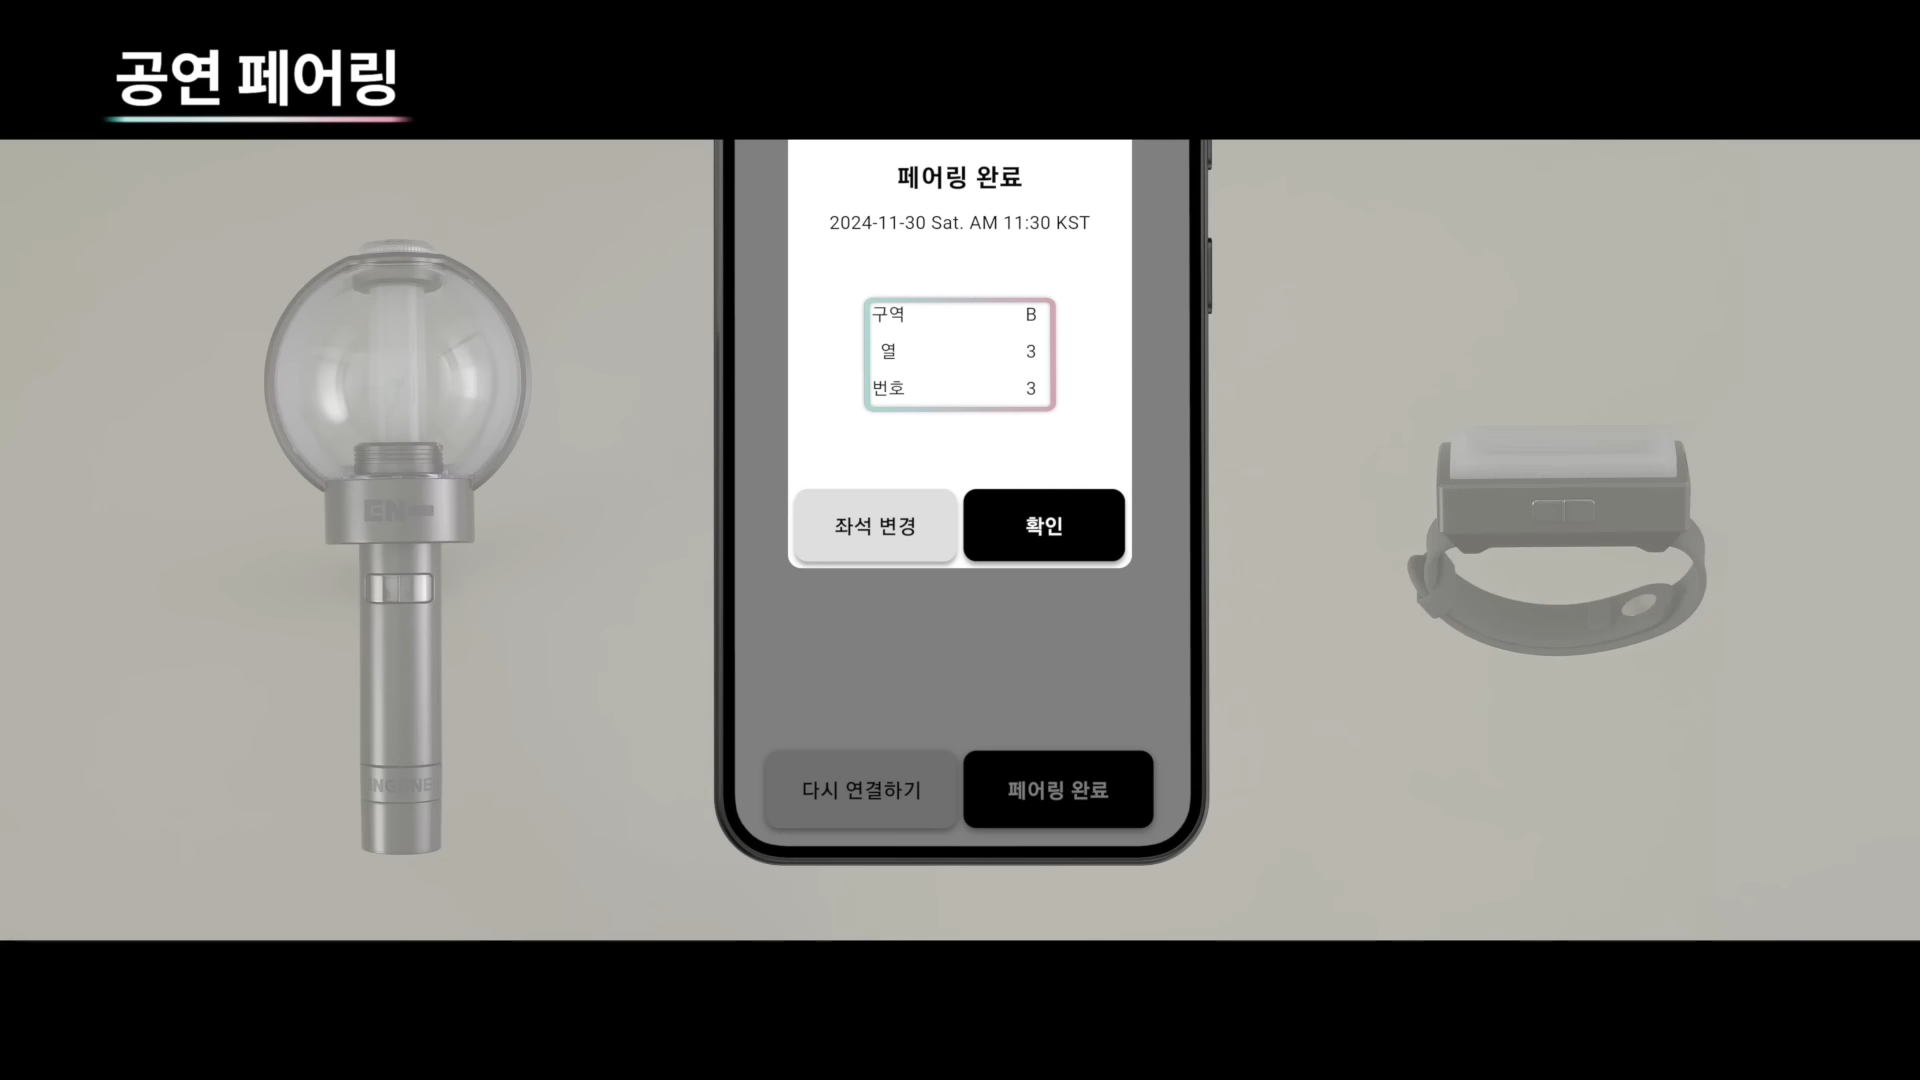 공연 페어링
페어링 완료
2024-11-30 Sat. AM 11:30 KST
구역 B
열 3
번호 3
좌석 변경 확인
EN-
다시 연결하기 페어링 완료